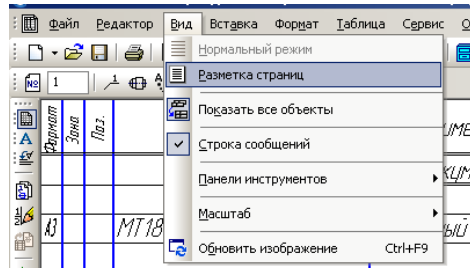 Файл Редактор Вид Вставка Формат Таблица Сервис
Нормальный режим
1
Разметка страниц
Показать все объекты
Формат Зона Поз.
Строка сообщений
Панели инструментов
Масштаб
А3 МТ18
Обновить изображение Ctrl+F9